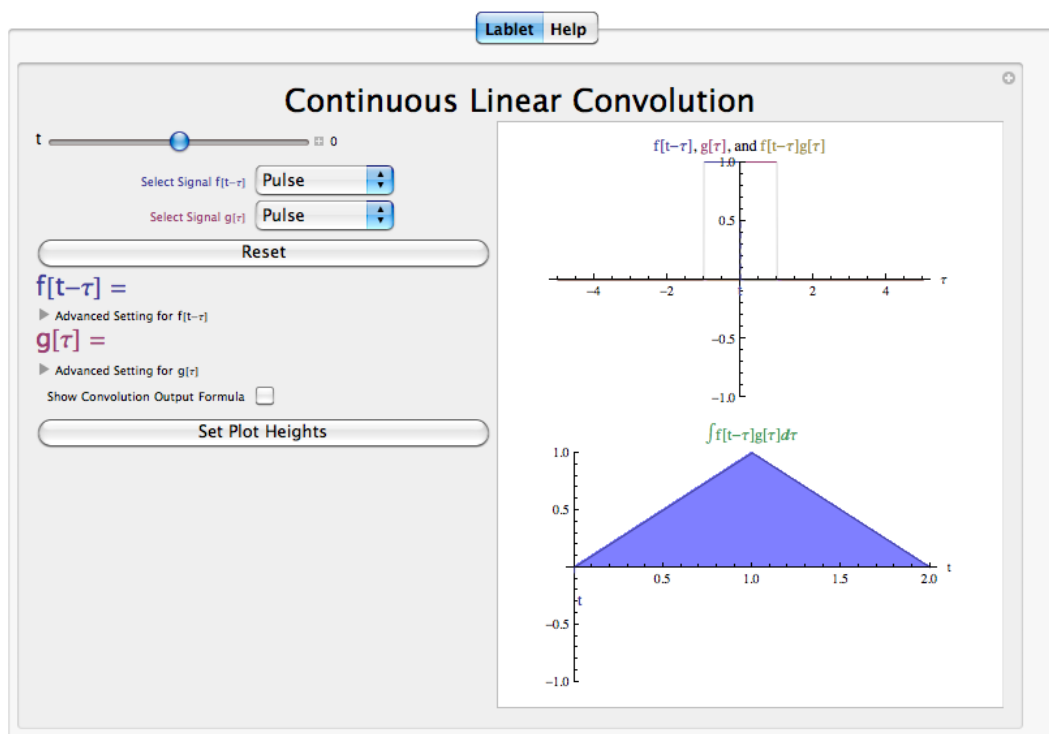 Lablet Help
Continuous Linear Convolution
t 0
Select Signal f[t−τ] Pulse
Select Signal g[τ] Pulse
Reset
f[t−τ] =
Advanced Setting for f[t−τ]
g[τ] =
Advanced Setting for g[τ]
Show Convolution Output Formula
Set Plot Heights
f[t−τ], g[τ], and f[t−τ]g[τ]
1.0
0.5
−4 −2 t 2 4 τ
−0.5
−1.0
∫f[t−τ]g[τ]dτ
1.0
0.5
0.5 1.0 1.5 2.0 t
t
−0.5
−1.0